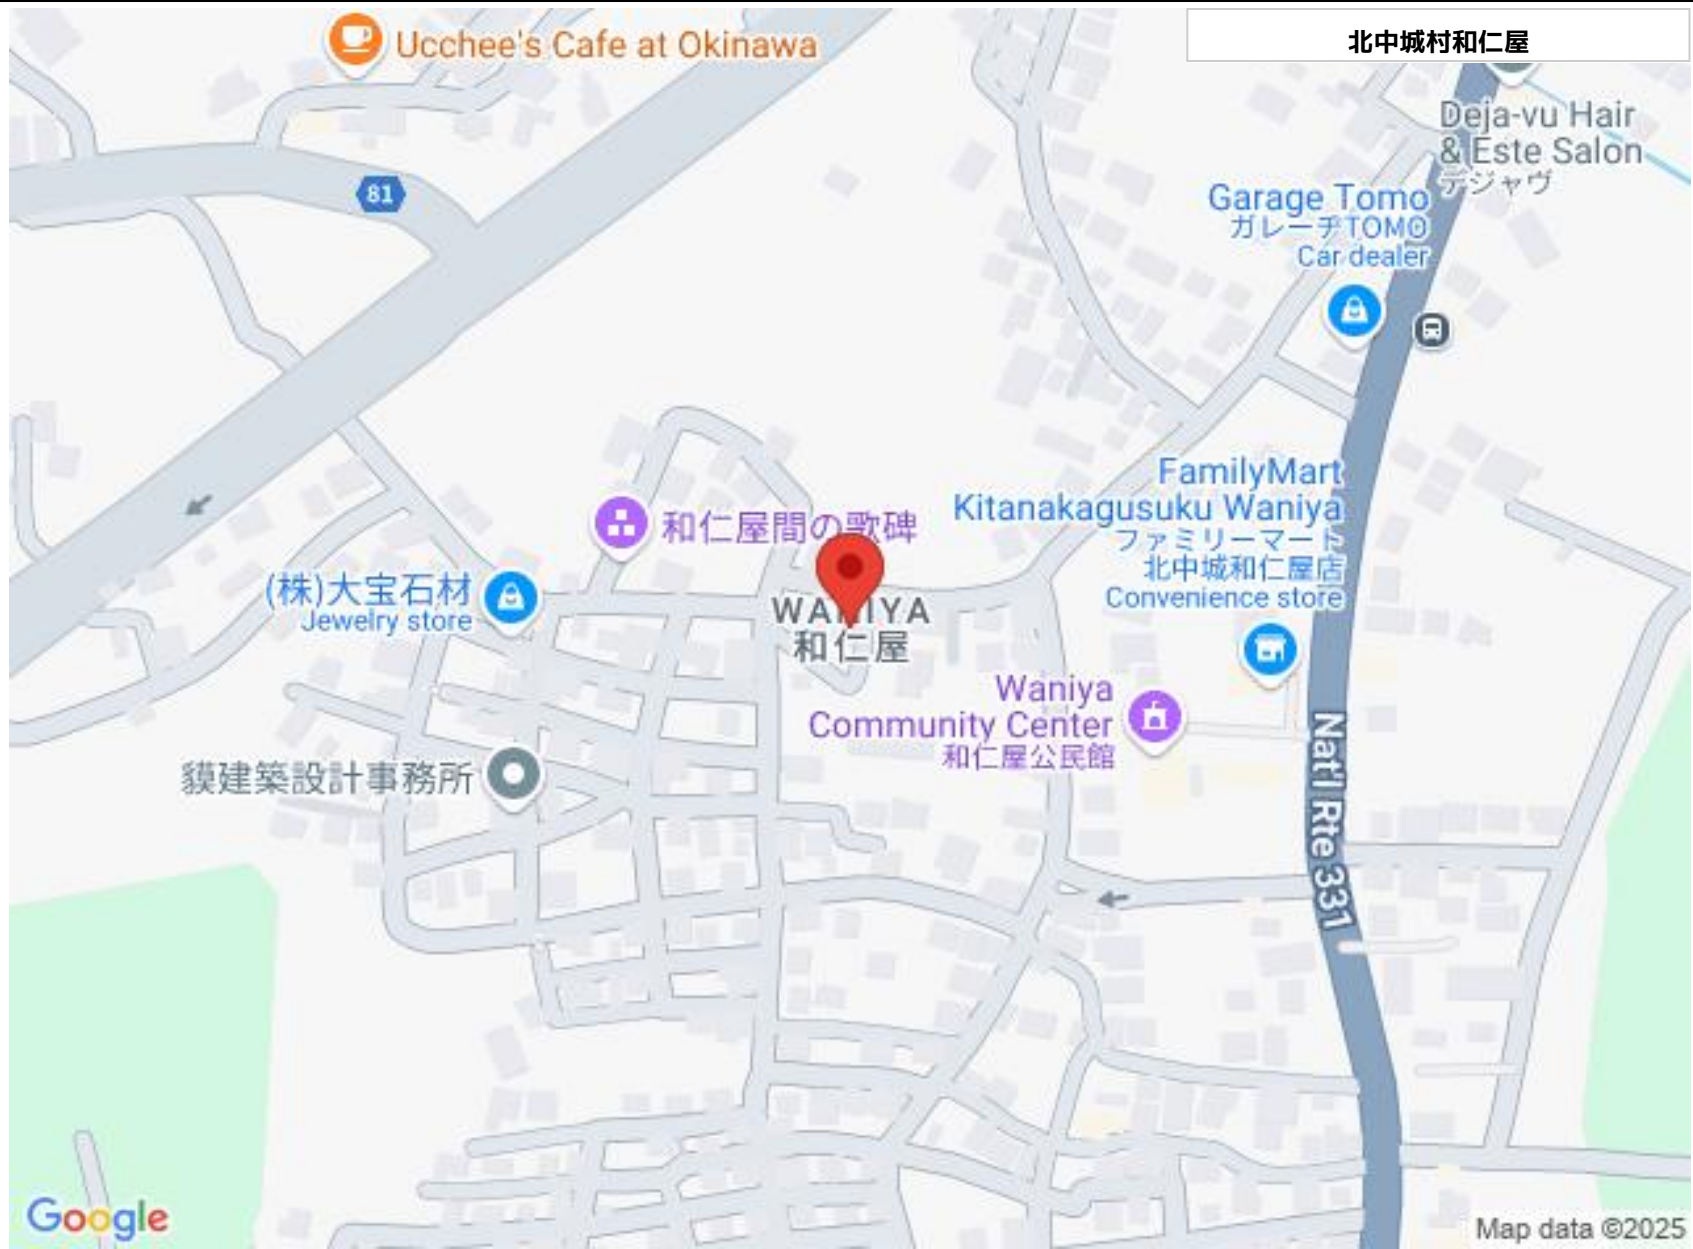 北中城村和仁屋
Ucchee's Cafe at Okinawa
Deja-vu Hair
& Este Salon
デジャヴ
81
Garage Tomo
ガレーヂTOMO
Car dealer
FamilyMart
Kitanakagusuku Waniya
ファミリーマート
北中城和仁屋店
Convenience store
和仁屋間の歌碑
(株)大宝石材
Jewelry store
WANIYA
和仁屋
Waniya
Community Center
和仁屋公民館
貘建築設計事務所
Nat'l Rte 331
Google
Map data ©2025